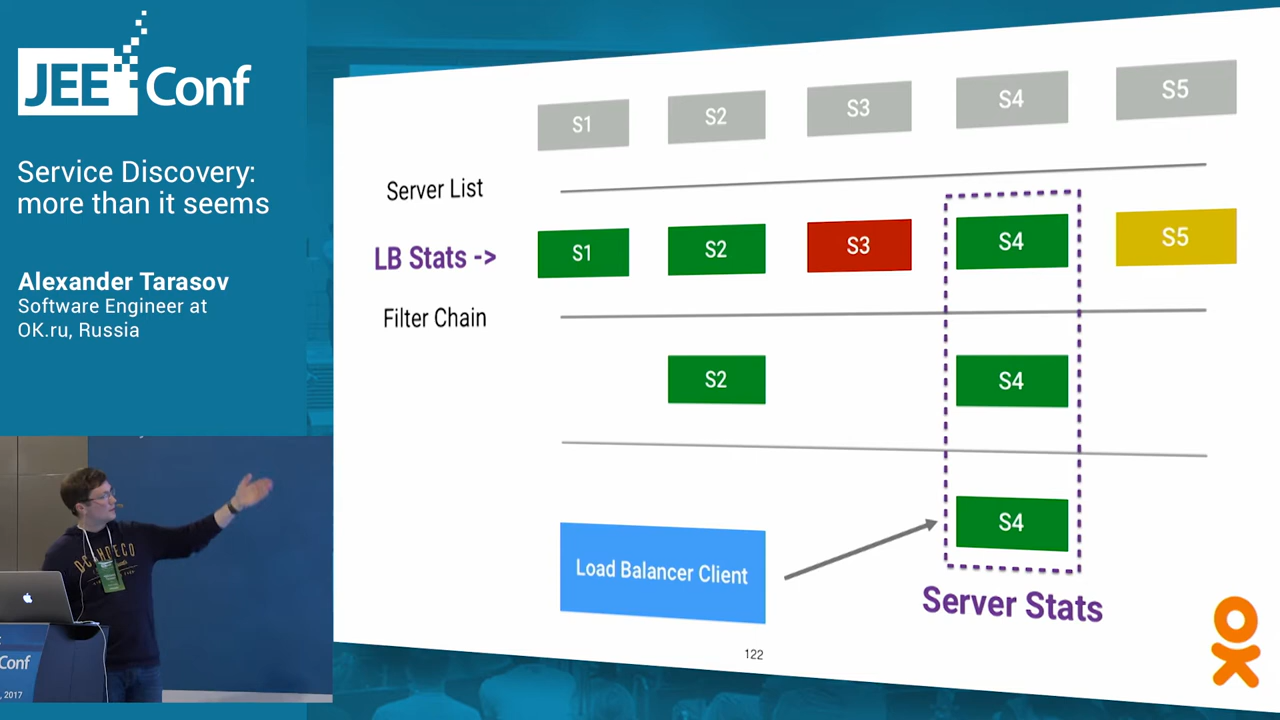 JEE Conf
Service Discovery:
more than it seems
Alexander Tarasov
Software Engineer at
OK.ru, Russia
S1 S2 S3 S4 S5
Server List
LB Stats -> S1 S2 S3 S4 S5
Filter Chain
S2 S4
S4
Load Balancer Client
Server Stats
122
Conf
, 2017